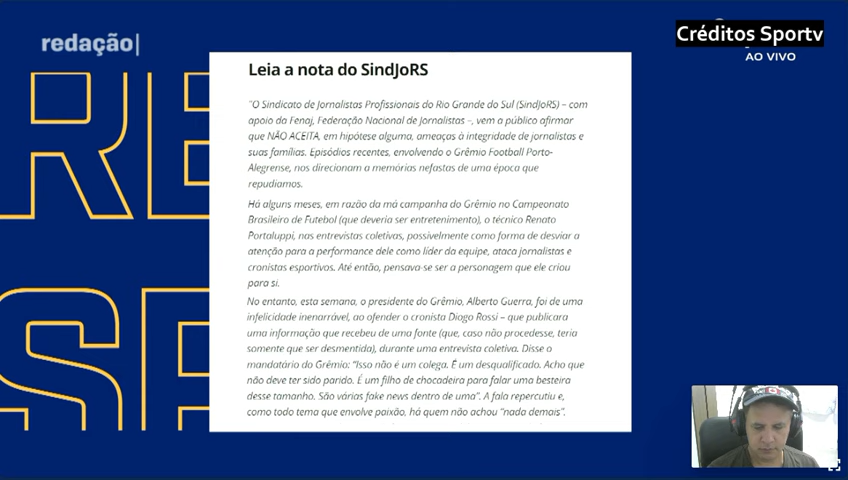 redação|
Créditos Sportv
AO VIVO
RE
SE
Leia a nota do SindJoRS
"O Sindicato de Jornalistas Profissionais do Rio Grande do Sul (SindJoRS) – com
apoio da Fenaj, Federação Nacional de Jornalistas –, vem a público afirmar
que NÃO ACEITA, em hipótese alguma, ameaças à integridade de jornalistas e
suas famílias. Episódios recentes, envolvendo o Grêmio Football Porto-
Alegrense, nos direcionam a memórias nefastas de uma época que
repudiamos.
Há alguns meses, em razão da má campanha do Grêmio no Campeonato
Brasileiro de Futebol (que deveria ser entretenimento), o técnico Renato
Portaluppi, nas entrevistas coletivas, possivelmente como forma de desviar a
atenção para a performance dele como líder da equipe, ataca jornalistas e
cronistas esportivos. Até então, pensava-se ser a personagem que ele criou
para si.
No entanto, esta semana, o presidente do Grêmio, Alberto Guerra, foi de uma
infelicidade inenarrável, ao ofender o cronista Diogo Rossi – que publicara
uma informação que recebeu de uma fonte (que, caso não procedesse, teria
somente que ser desmentida), durante uma entrevista coletiva. Disse o
mandatário do Grêmio: "Isso não é um colega. É um desqualificado. Acho que
não deve ter sido parido. É um filho de chocadeira para falar uma besteira
desse tamanho. São várias fake news dentro de uma". A fala repercutiu e,
como todo tema que envolve paixão, há quem não achou "nada demais".